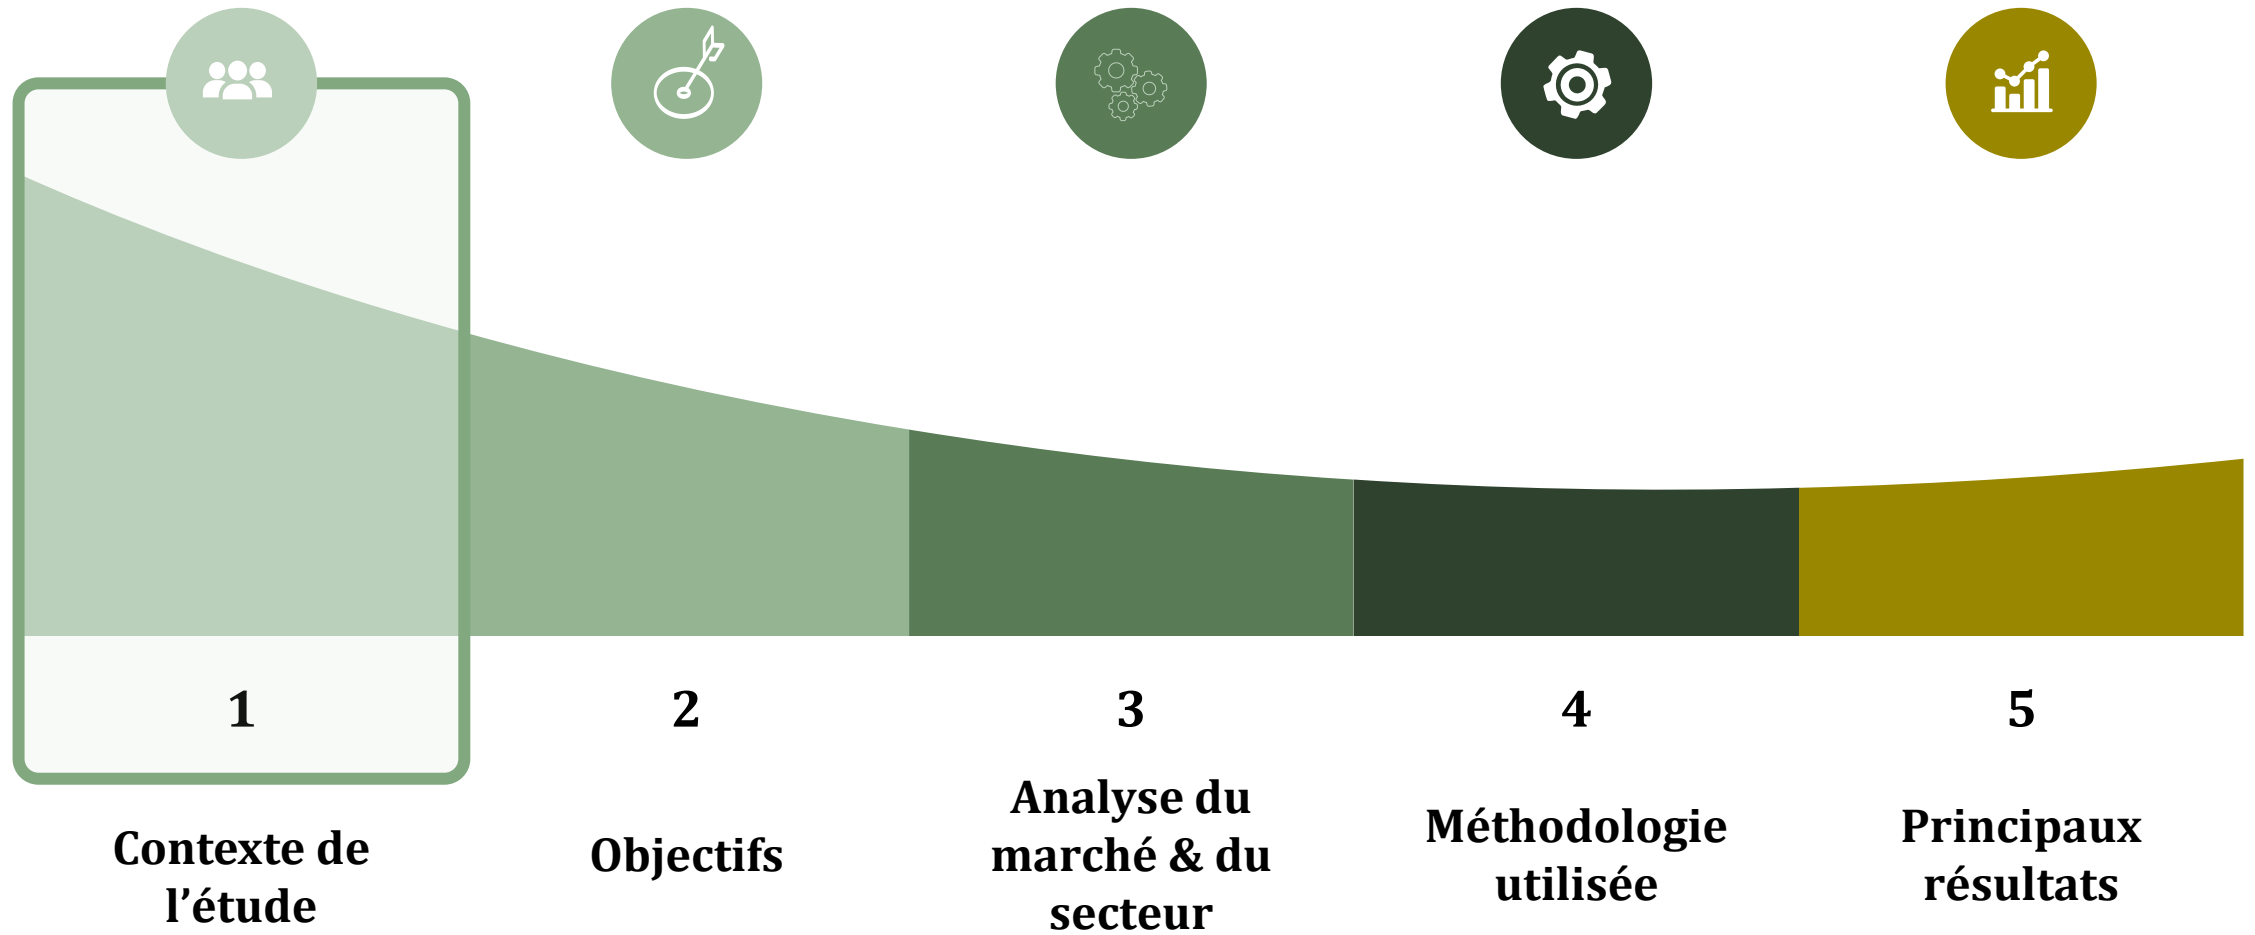 1
Contexte de
l’étude
2
Objectifs
3
Analyse du
marché & du
secteur
4
Méthodologie
utilisée
5
Principaux
résultats